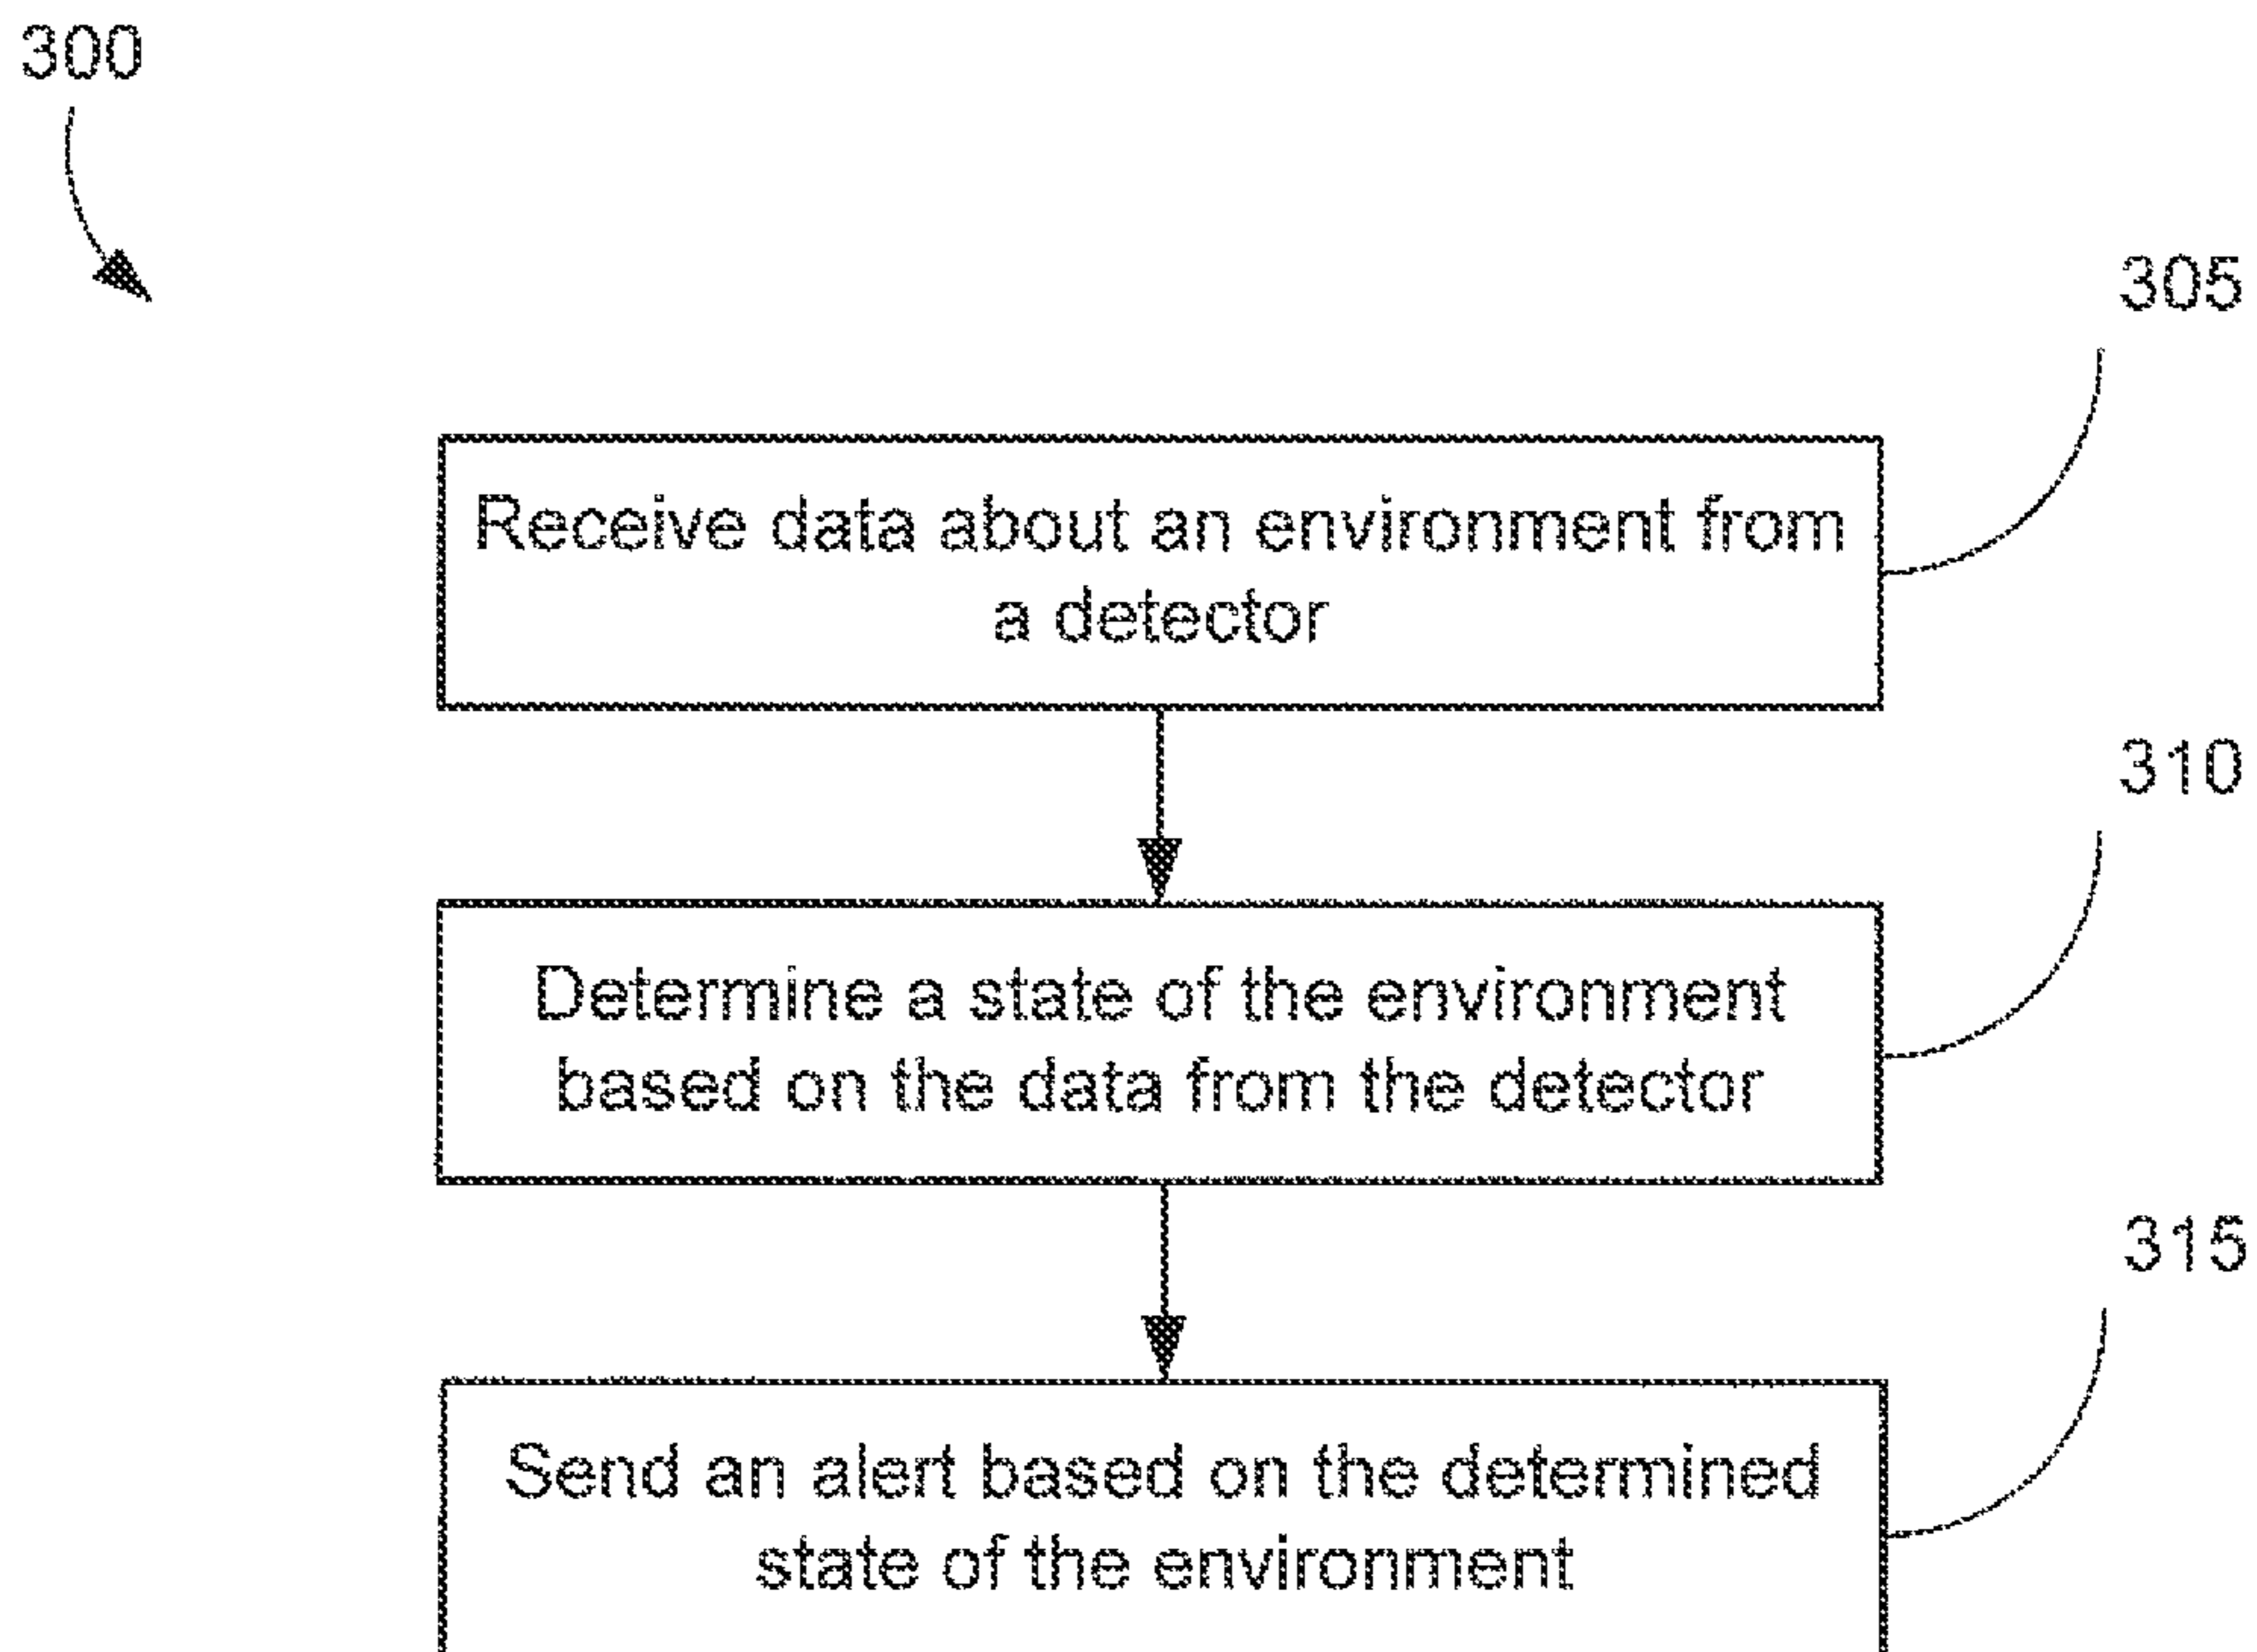 300
305
Receive data about an environment from
a detector
310
Determine a state of the environment
based on the data from the detector
315
Send an alert based on the determined
state of the environment